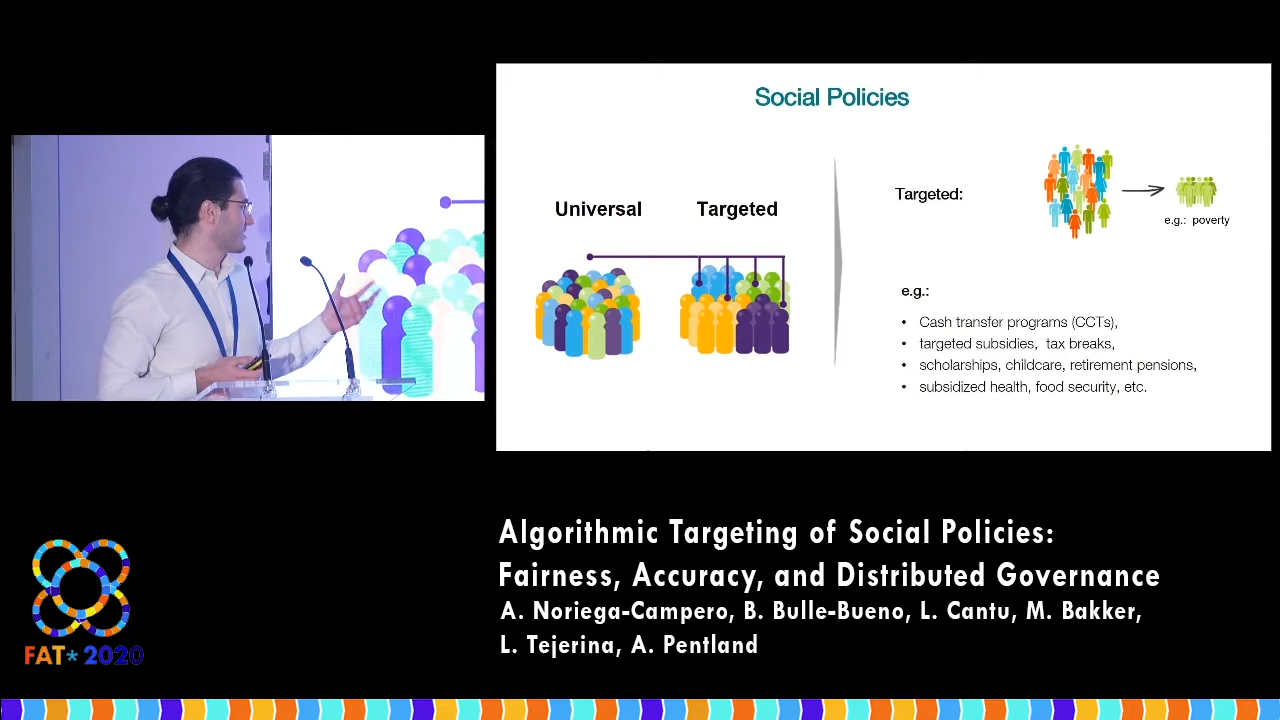 Social Policies
Universal
Targeted
Targeted:
e.g.: poverty
e.g.:
• Cash transfer programs (CCTs),
• targeted subsidies, tax breaks,
• scholarships, childcare, retirement pensions,
• subsidized health, food security, etc.
Algorithmic Targeting of Social Policies:
Fairness, Accuracy, and Distributed Governance
A. Noriega-Campero, B. Bulle-Bueno, L. Cantu, M. Bakker,
L. Tejerina, A. Pentland
FAT* 2020